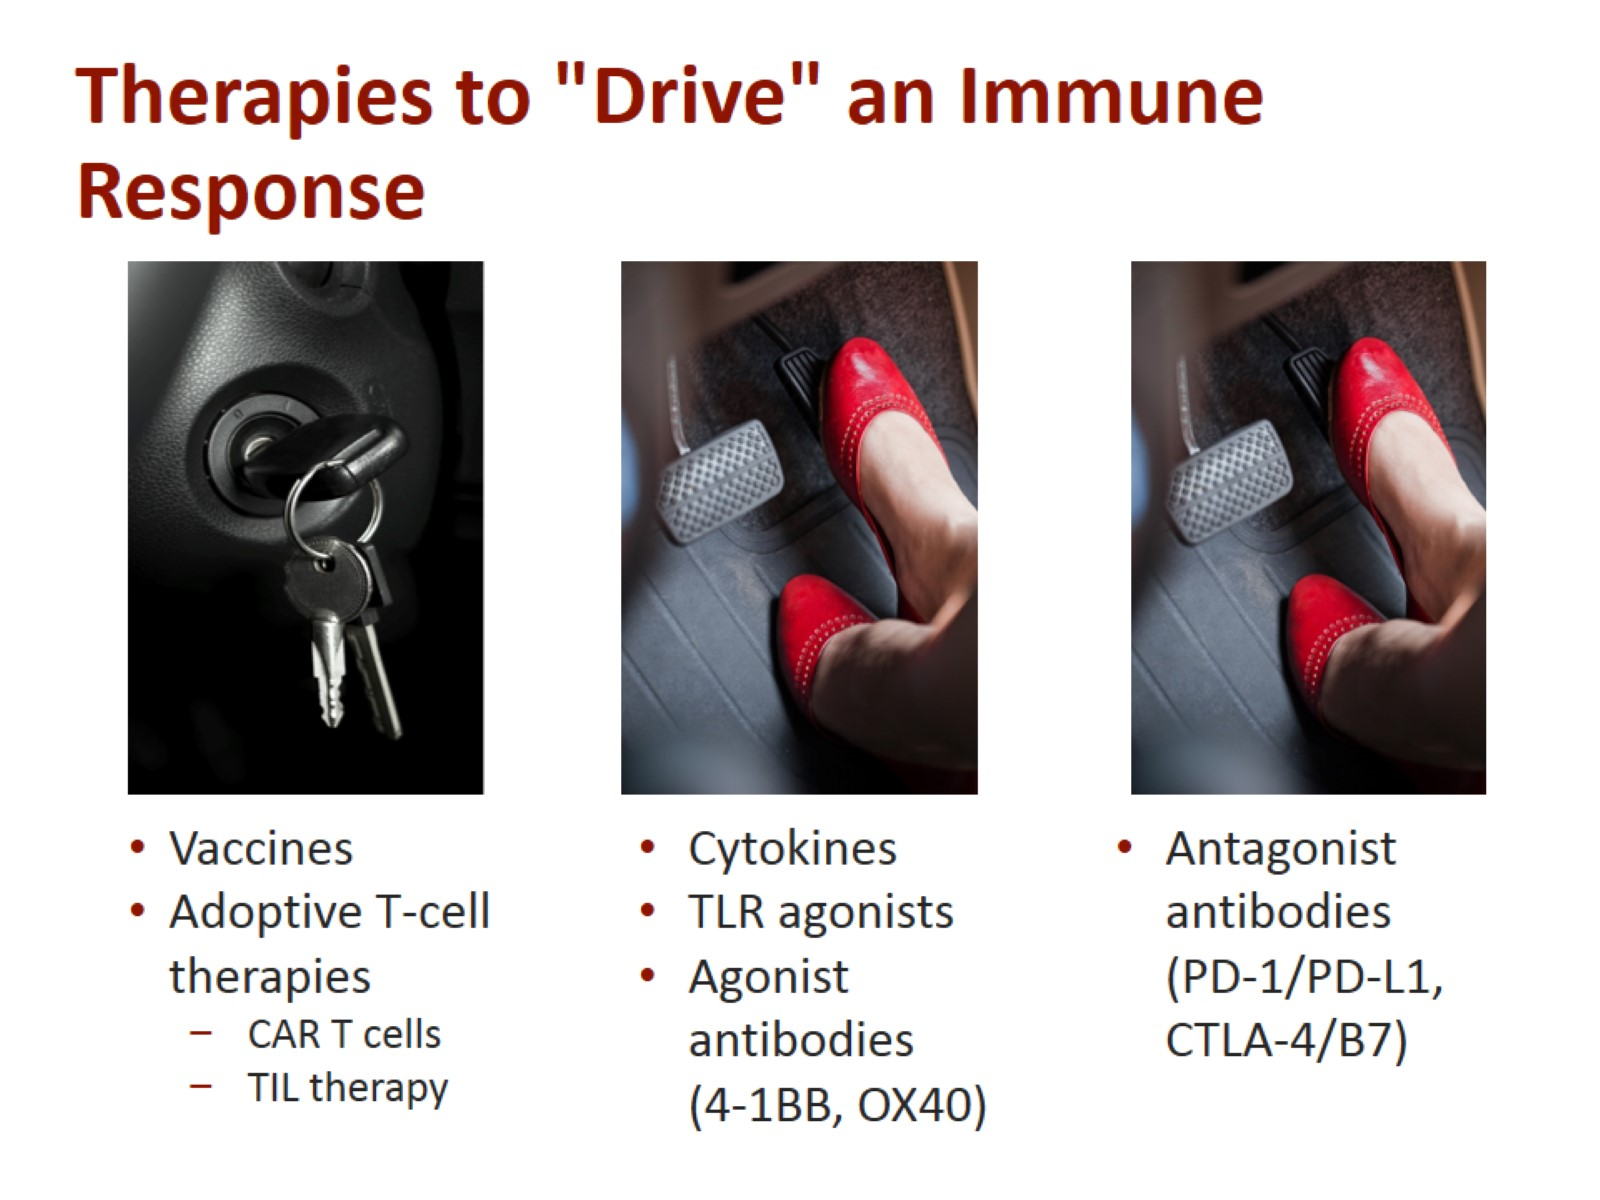 Therapies to "Drive" an Immune
Response
• Vaccines
• Adoptive T-cell
therapies
– CAR T cells
– TIL therapy
• Cytokines
• TLR agonists
• Agonist
antibodies
(4-1BB, OX40)
• Antagonist
antibodies
(PD-1/PD-L1,
CTLA-4/B7)